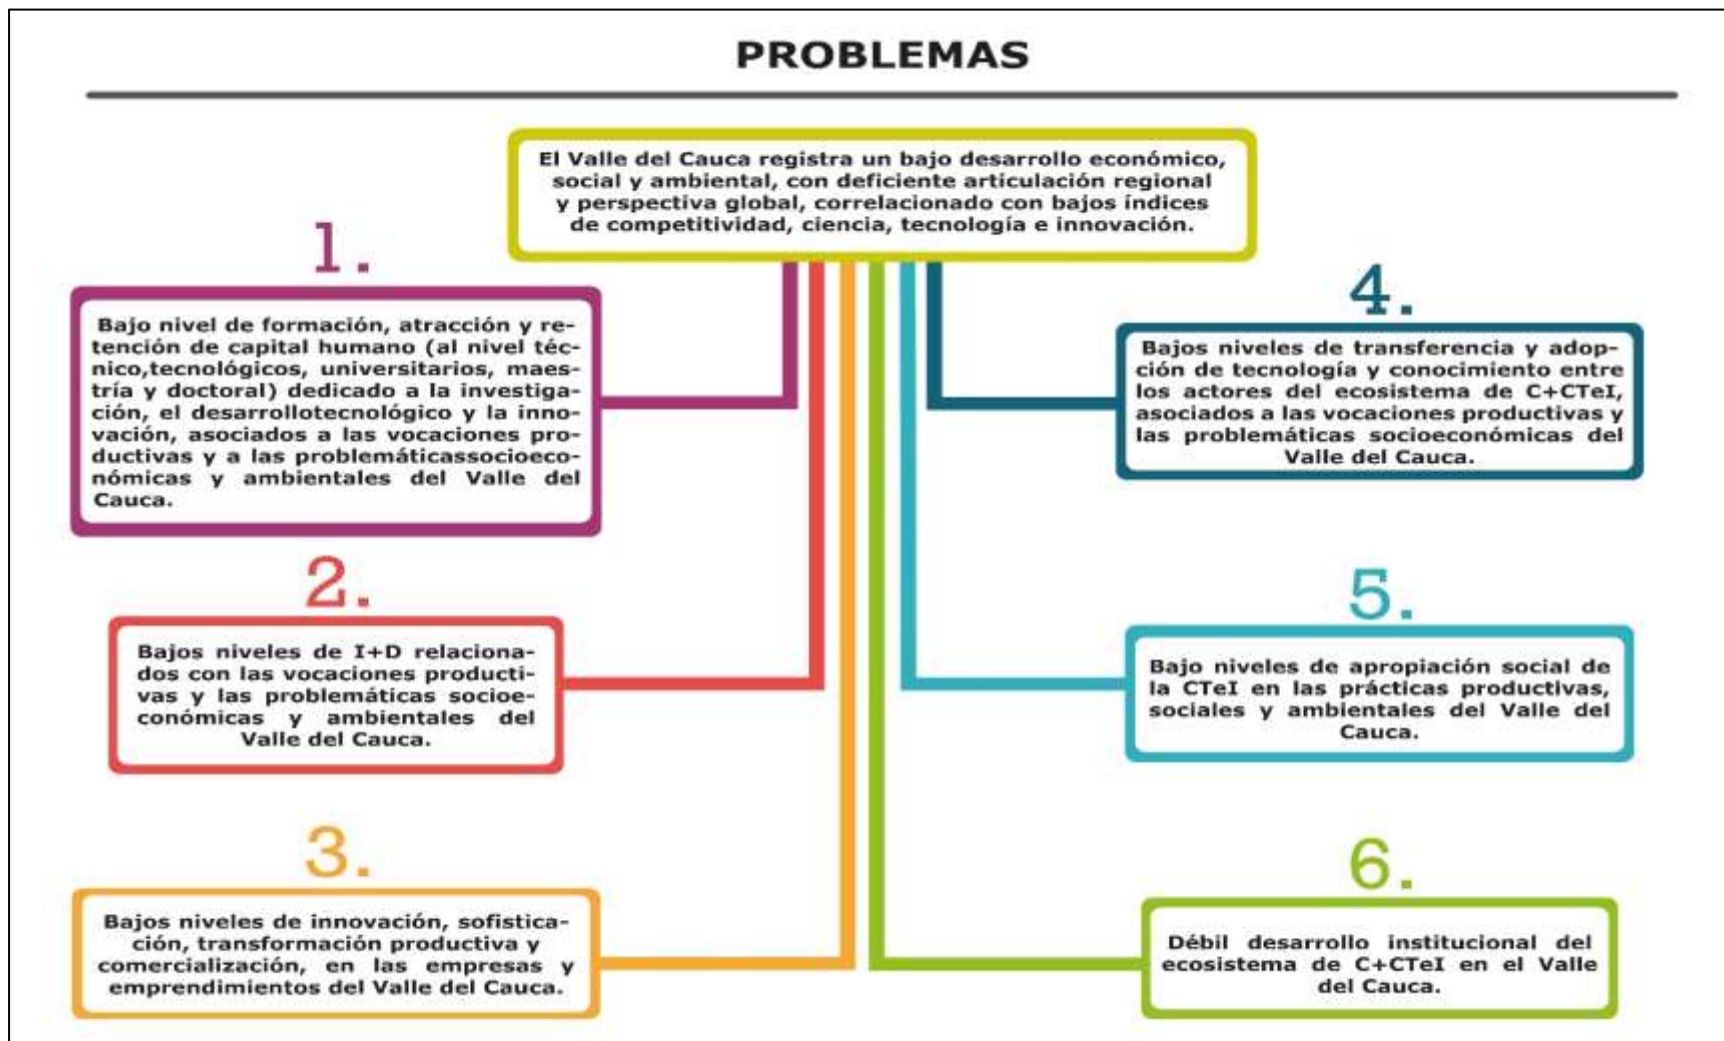 PROBLEMAS
El Valle del Cauca registra un bajo desarrollo económico,
social y ambiental, con deficiente articulación regional
y perspectiva global, correlacionado con bajos índices
de competitividad, ciencia, tecnología e innovación.
1.
Bajo nivel de formación, atracción y re-
tención de capital humano (al nivel téc-
nico,tecnológicos, universitarios, maes-
tría y doctoral) dedicado a la investiga-
ción, el desarrollotecnológico y la inno-
vación, asociados a las vocaciones pro-
ductivas y a las problemáticassocioeco-
nómicas y ambientales del Valle del
Cauca.
2.
Bajos niveles de I+D relaciona-
dos con las vocaciones producti-
vas y las problemáticas socioe-
conómicas y ambientales del
Valle del Cauca.
3.
Bajos niveles de innovación, sofistica-
ción, transformación productiva y
comercialización, en las empresas y
emprendimientos del Valle del Cauca.
4.
Bajos niveles de transferencia y adop-
ción de tecnología y conocimiento entre
los actores del ecosistema de C+CTeI,
asociados a las vocaciones productivas y
las problemáticas socioeconómicas del
Valle del Cauca.
5.
Bajo niveles de apropiación social de
la CTeI en las prácticas productivas,
sociales y ambientales del Valle del
Cauca.
6.
Débil desarrollo institucional del
ecosistema de C+CTeI en el Valle
del Cauca.